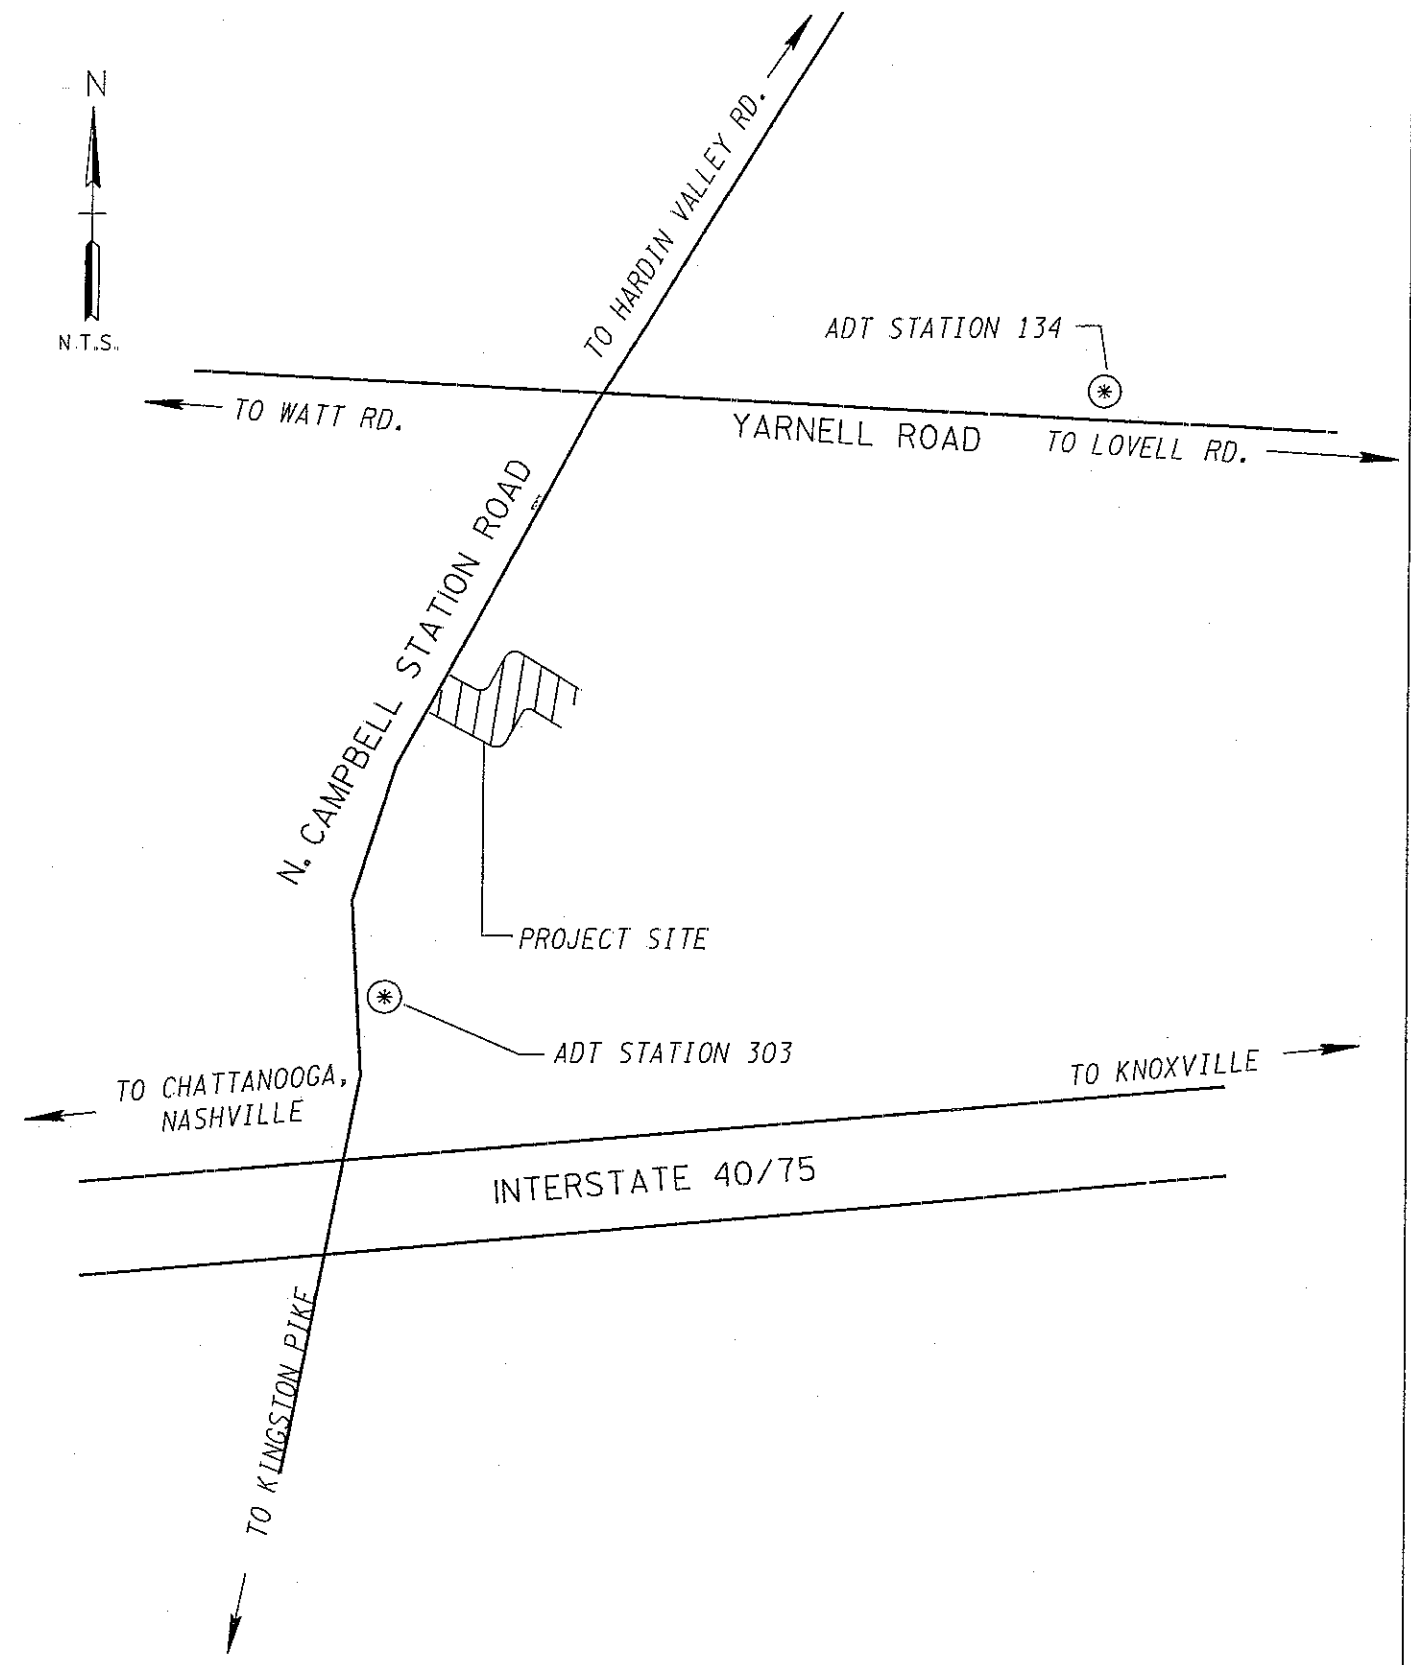 N
N.T.S.
TO HARDIN VALLEY RD.
ADT STATION 134
TO WATT RD.
YARNELL ROAD
TO LOVELL RD.
N. CAMPBELL STATION ROAD
PROJECT SITE
ADT STATION 303
TO CHATTANOOGA,
NASHVILLE
TO KNOXVILLE
INTERSTATE 40/75
TO KINGSTON PIKE